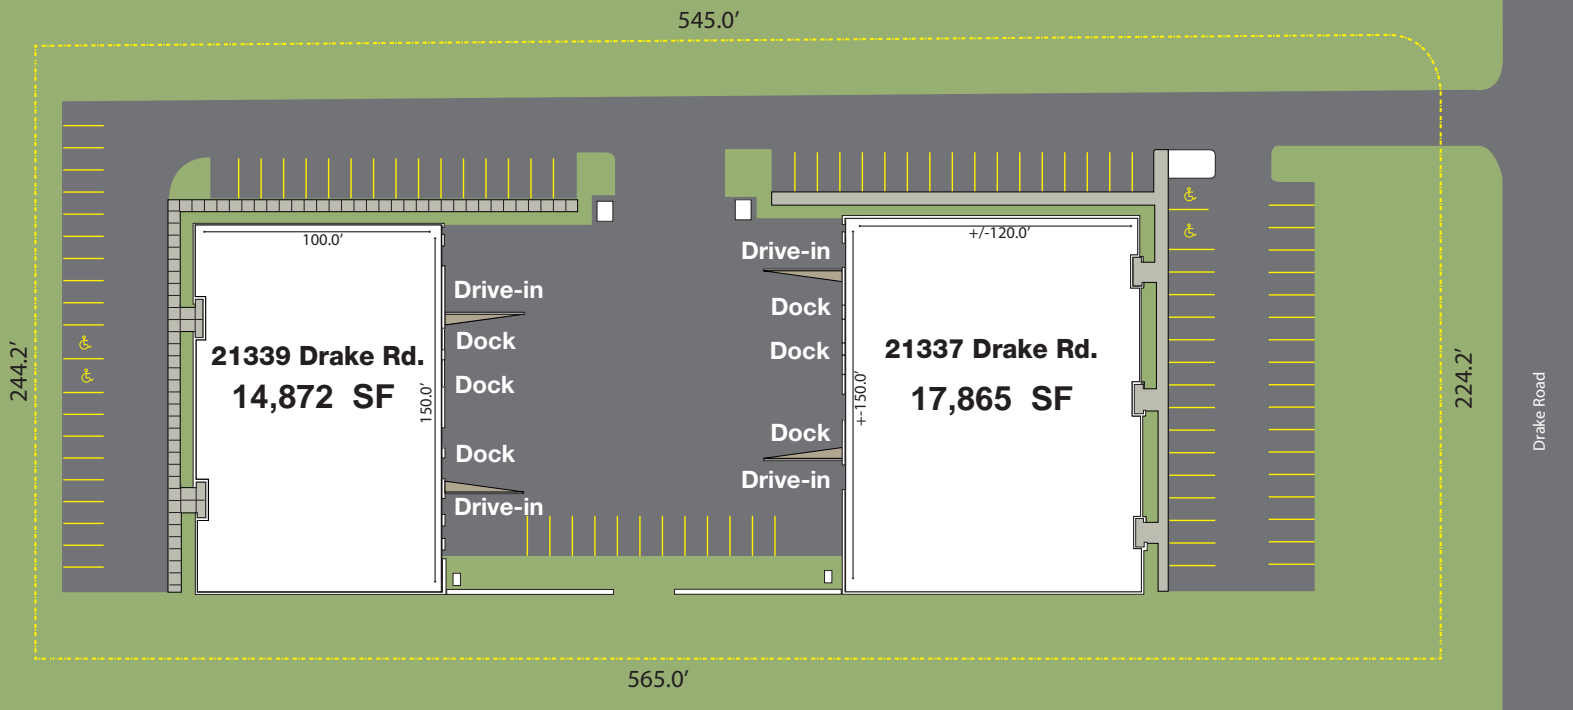 545.0’
100.0’
+/-120.0’
Drive-in
Drive-in
Dock
Dock
Dock
Dock
21339 Drake Rd.
14,872 SF
150.0’
21337 Drake Rd.
17,865 SF
+-150.0’
Dock
Dock
Drive-in
Drive-in
244.2’
224.2’
Drake Road
565.0’